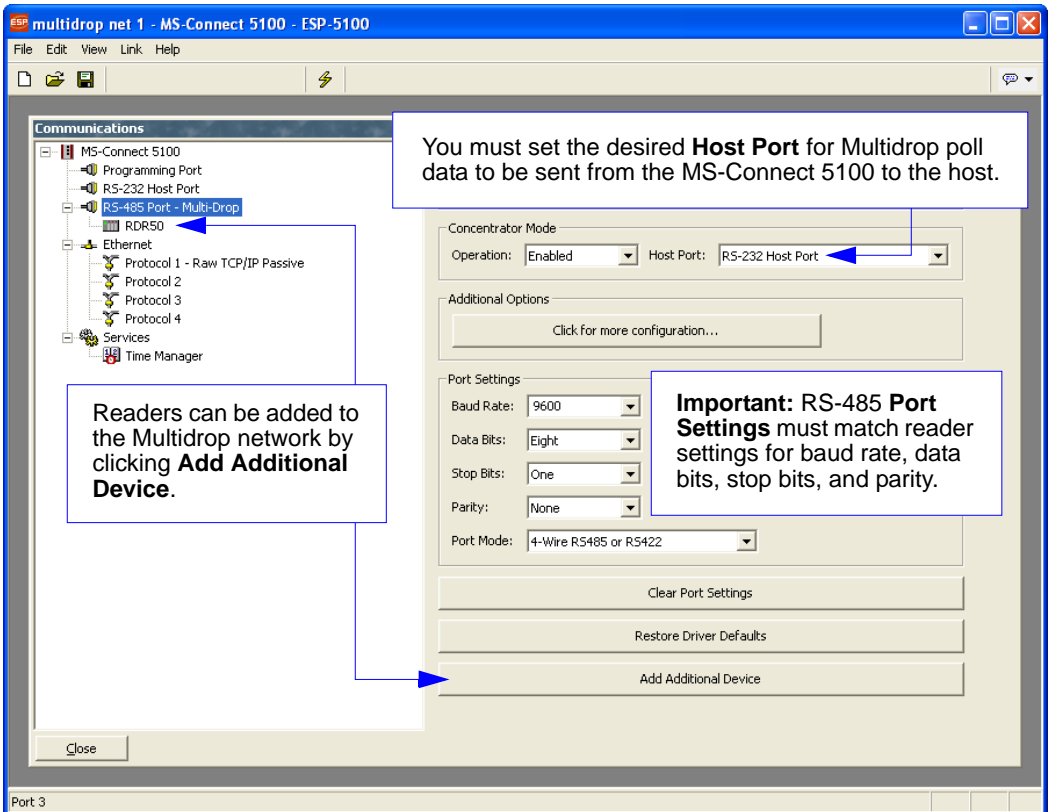 ESP multidrop net 1 - MS-Connect 5100 - ESP-5100
File Edit View Link Help
Communications
MS-Connect 5100
Programming Port
RS-232 Host Port
RS-485 Port - Multi-Drop
RDR50
Ethernet
Protocol 1 - Raw TCP/IP Passive
Protocol 2
Protocol 3
Protocol 4
Services
Time Manager
You must set the desired Host Port for Multidrop poll
data to be sent from the MS-Connect 5100 to the host.
Concentrator Mode
Operation: Enabled Host Port: RS-232 Host Port
Additional Options
Click for more configuration...
Port Settings
Baud Rate: 9600
Data Bits: Eight
Stop Bits: One
Parity: None
Port Mode: 4-Wire RS485 or RS422
Important: RS-485 Port
Settings must match reader
settings for baud rate, data
bits, stop bits, and parity.
Readers can be added to
the Multidrop network by
clicking Add Additional
Device.
Clear Port Settings
Restore Driver Defaults
Add Additional Device
Close
Port 3